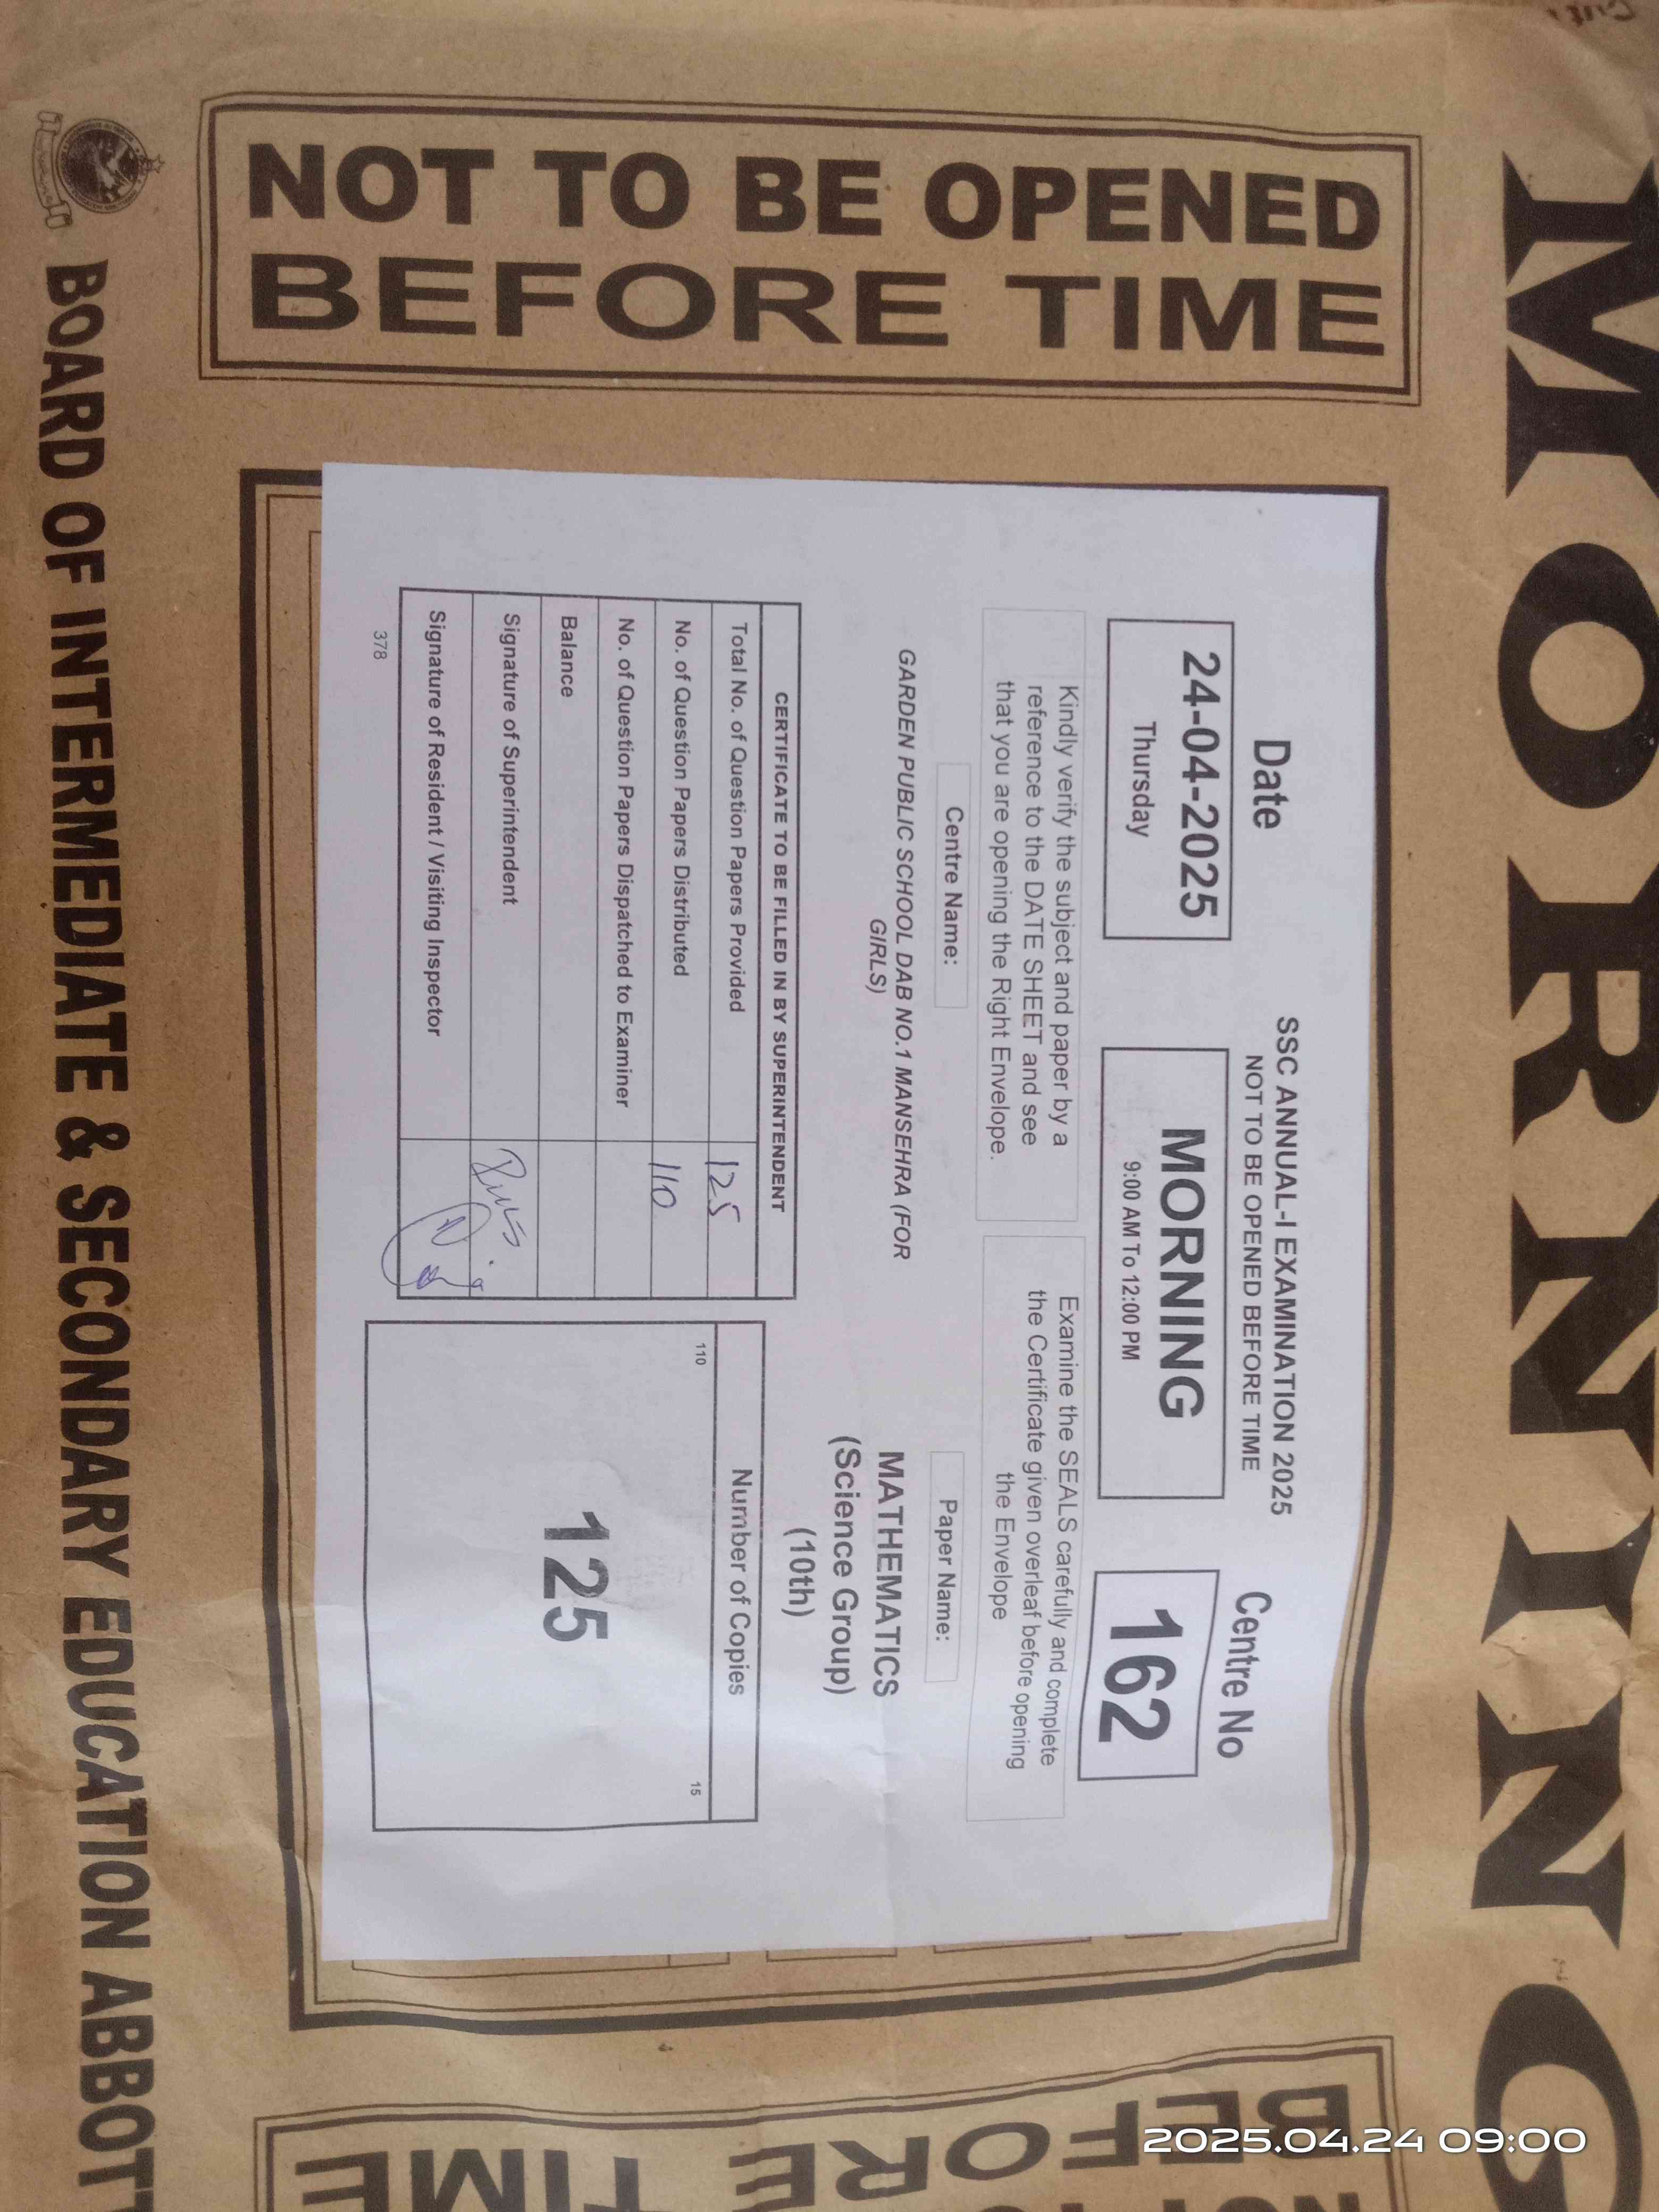 MORNING
SSC ANNUAL-I EXAMINATION 2025
NOT TO BE OPENED BEFORE TIME
Date
24-04-2025
Thursday
MORNING
9:00 AM To 12:00 PM
Centre No
162
Kindly verify the subject and paper by a
reference to the DATE SHEET and see
that you are opening the Right Envelope.
Examine the SEALS carefully and complete
the Certificate given overleaf before opening
the Envelope
Centre Name:
GARDEN PUBLIC SCHOOL DAB NO.1 MANSEHRA (FOR
GIRLS)
Paper Name:
MATHEMATICS
(Science Group)
(10th)
CERTIFICATE TO BE FILLED IN BY SUPERINTENDENT
Total No. of Question Papers Provided 125
No. of Question Papers Distributed 110
No. of Question Papers Dispatched to Examiner
Balance
Signature of Superintendent
Signature of Resident / Visiting Inspector
378
Number of Copies
110 15
125
NOT TO BE OPENED
BEFORE TIME
BEFORE
TIME
BOARD OF INTERMEDIATE & SECONDARY EDUCATION ABBOT
2025.04.24 09:00